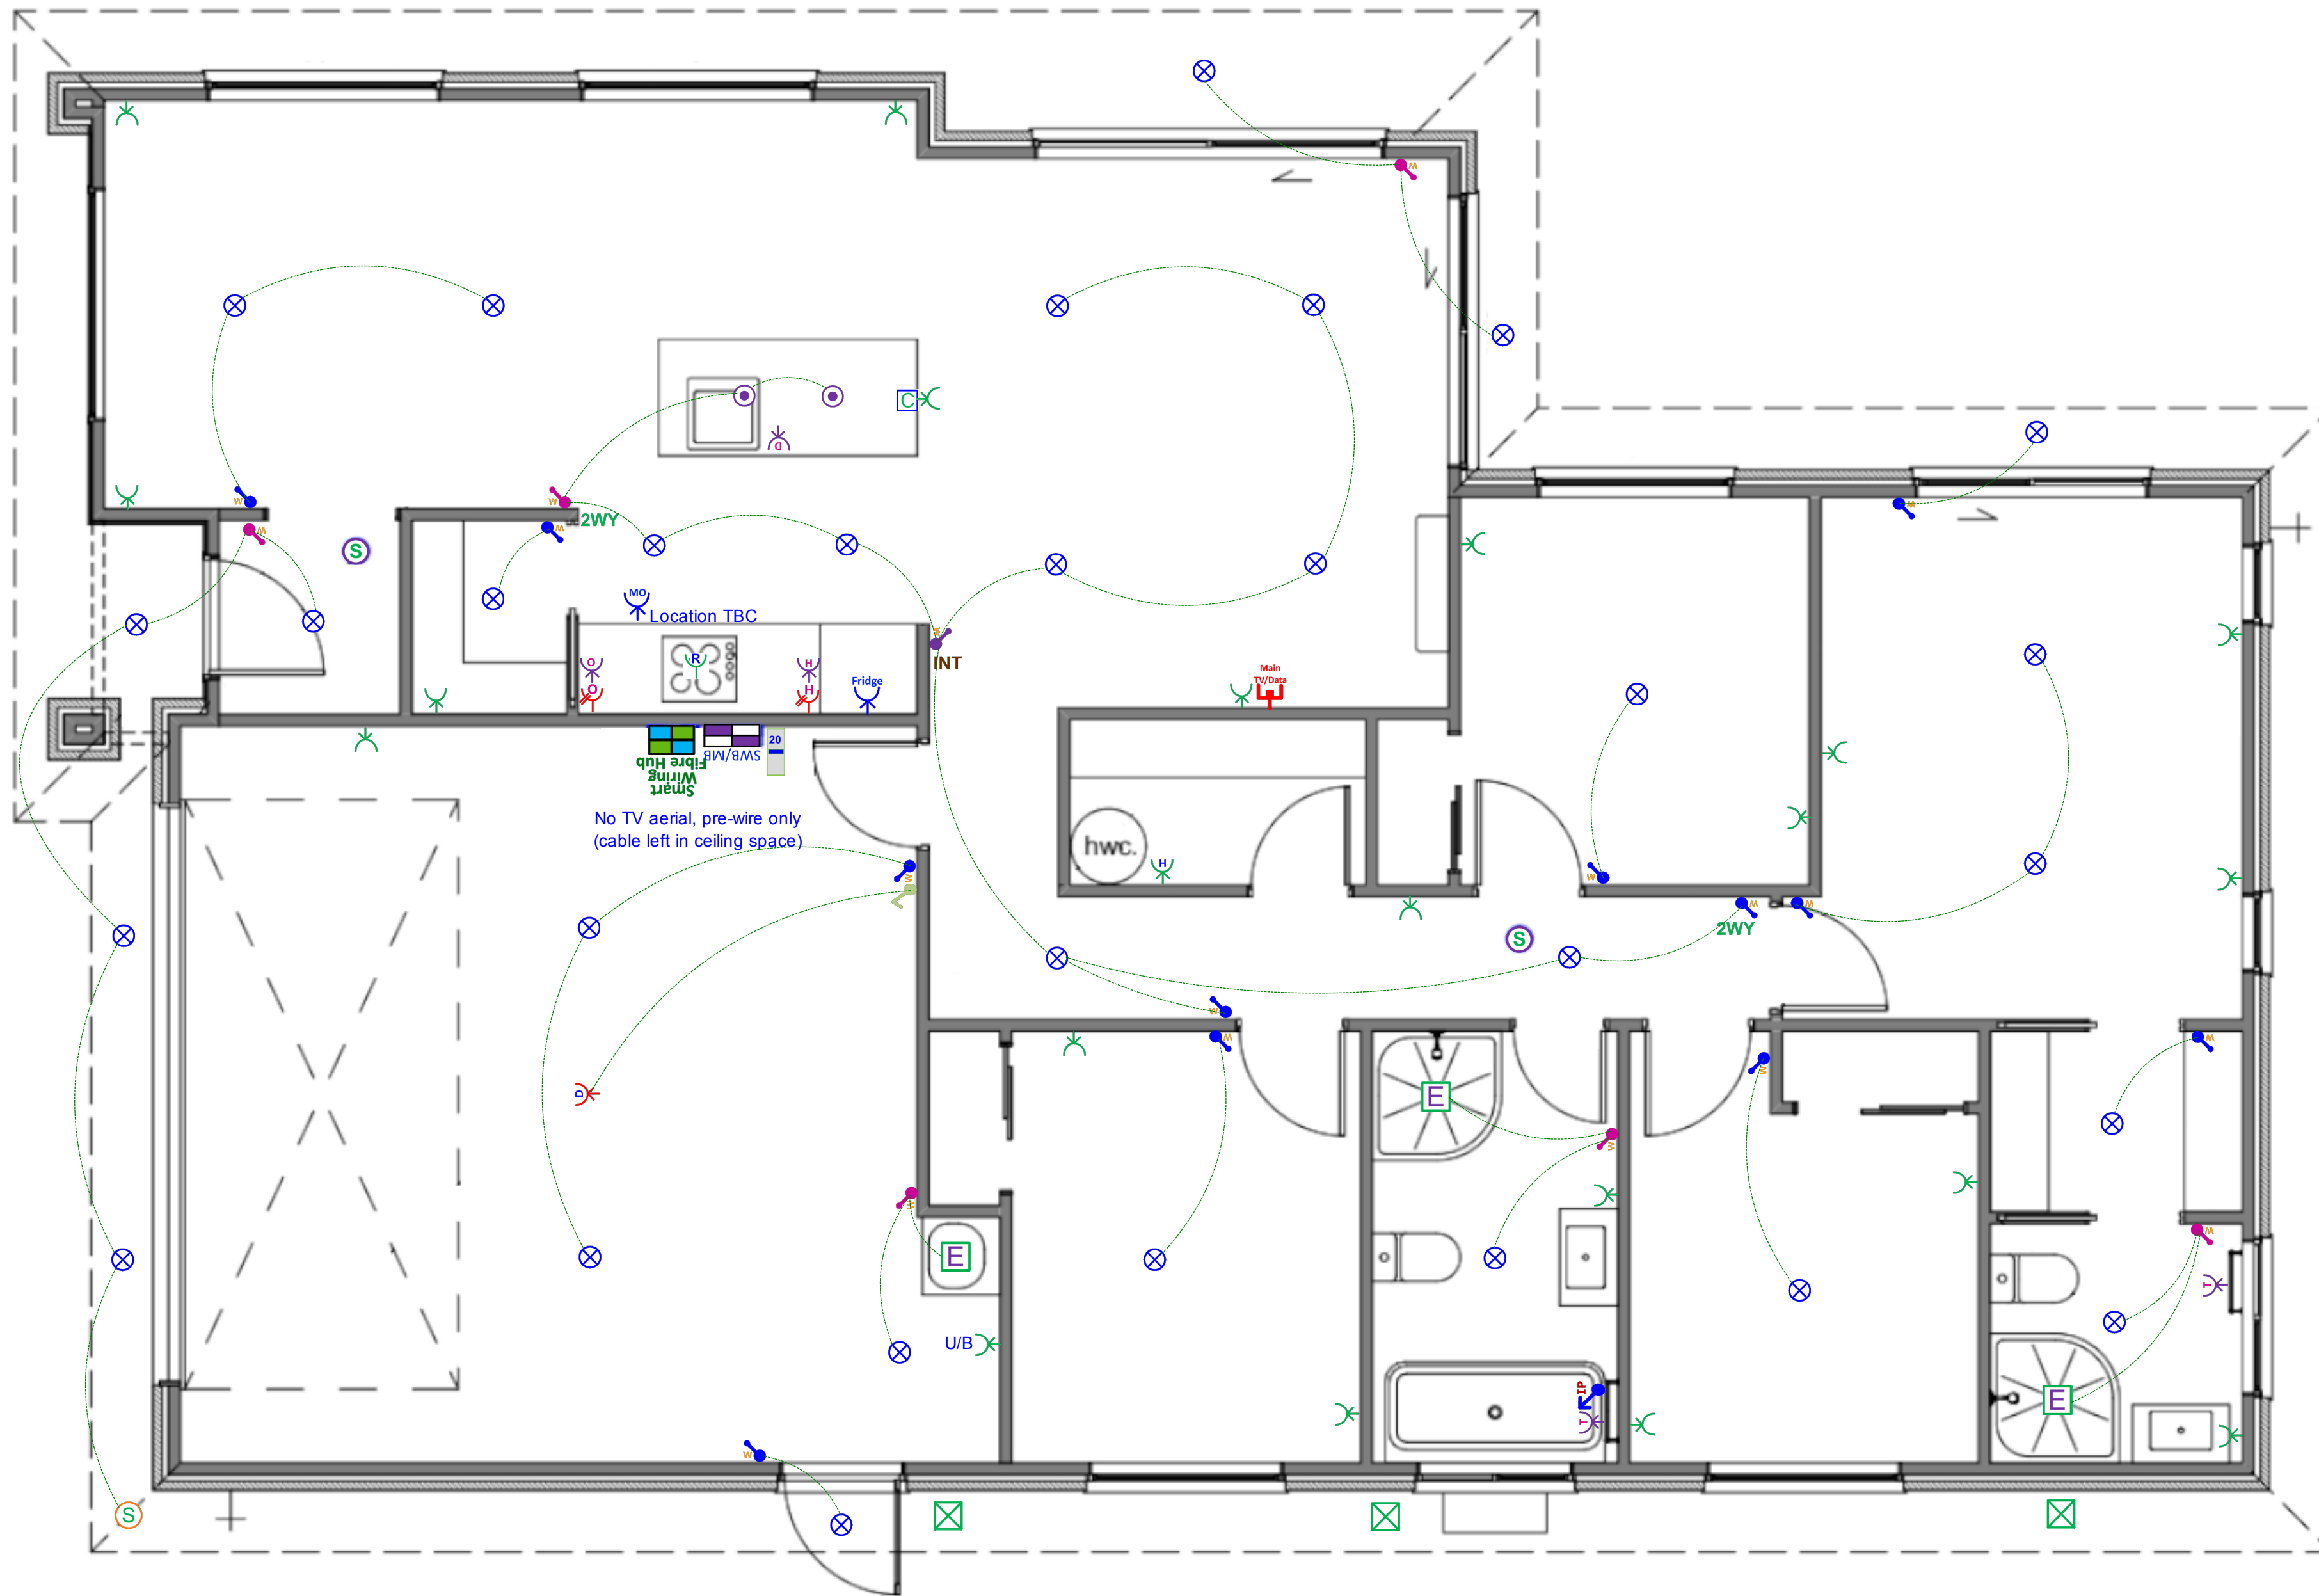 W
C
D
W
W
2WY
W
W
S
MO
Location TBC
W
INT
O
R
H
Fridge
Main
TV/Data
O
H
20
SWB/MB
Smart
Wiring
Fibre Hub
No TV aerial, pre-wire only
(cable left in ceiling space)
hwc.
H
W
W
W
2WY
W
W
S
W
W
W
W
D
E
W
W
W
E
T
U/B
IP
T
E
W
S